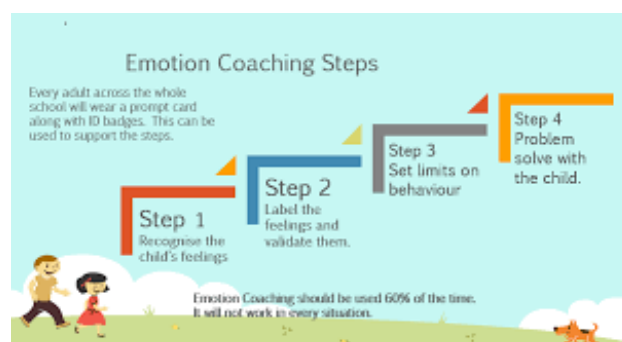 Emotion Coaching Steps
Every adult across the whole
school will wear a prompt card
along with ID badges. This can be
used to support the steps.
Step 1
Recognise the
child's feelings
Step 2
Label the
feelings and
validate them.
Step 3
Set limits on
behaviour
Step 4
Problem
solve with
the child.
Emotion Coaching should be used 60% of the time.
It will not work in every situation.